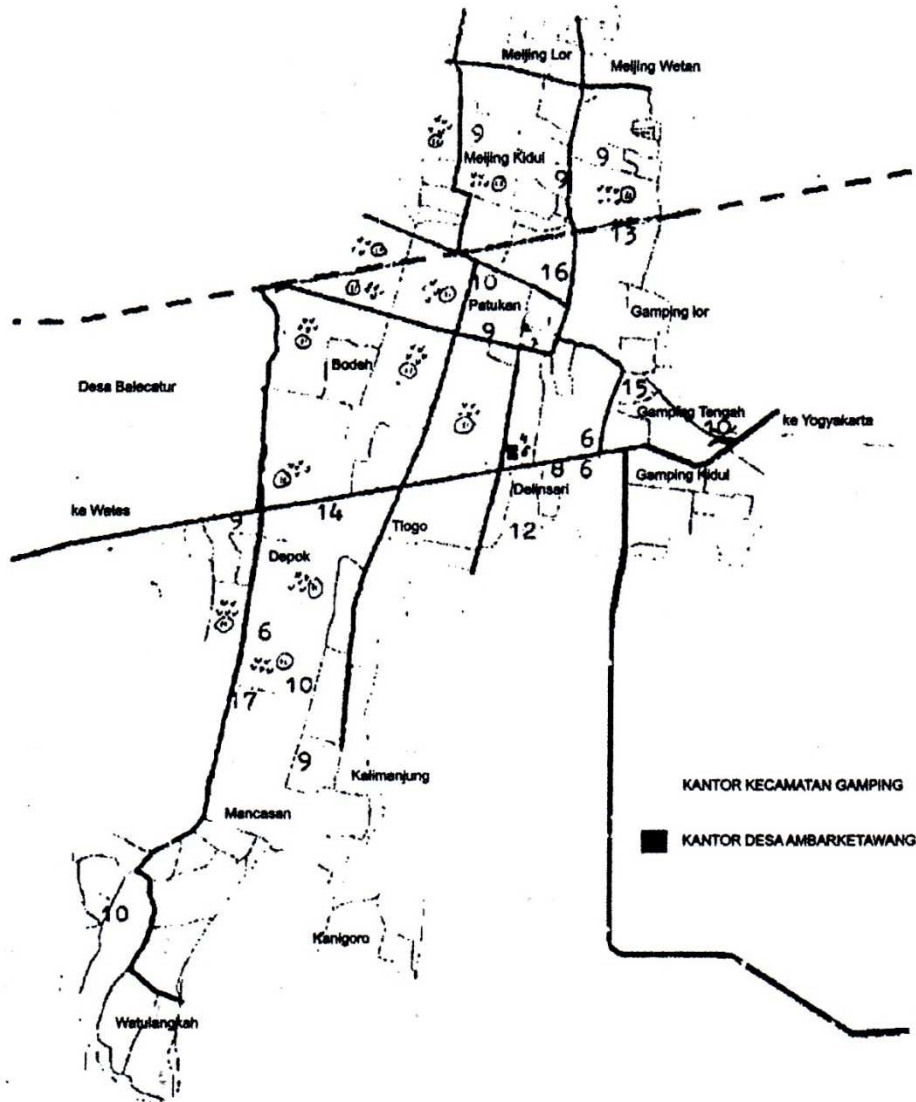 Meijing Lor
Meijing Wetan
9
Meijing Kidul
9
9
13
10
16
Patukan
9
Gamping lor
Bodeh
Desa Balecatur
15
Gamping Tengah
10
ke Yogyakarta
6
8
6
Gamping Kidul
Delinsari
ke Wates
9
14
Tlogo
12
Depok
6
10
17
9
Kalimanjung
KANTOR KECAMATAN GAMPING
Mancasan
KANTOR DESA AMBARKETAWANG
10
Kanigoro
Watulangkah